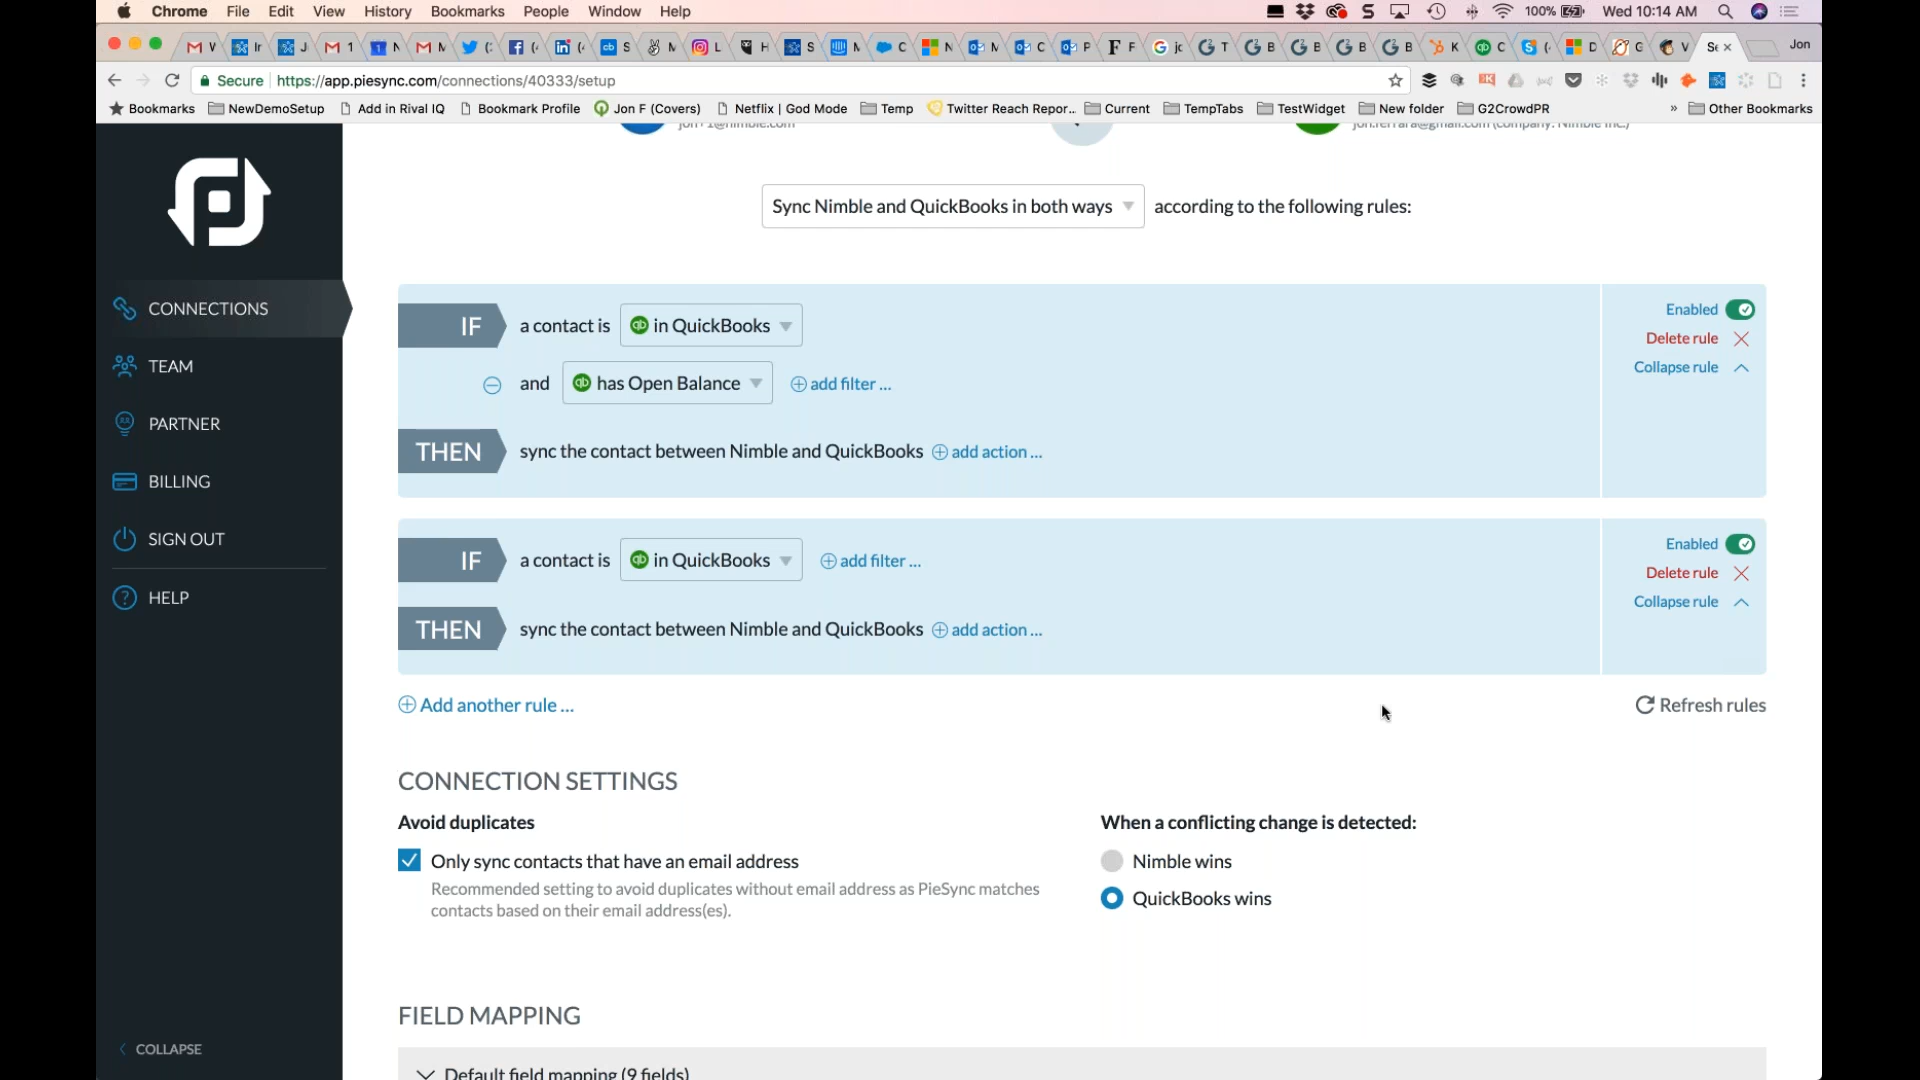 Chrome File Edit View History Bookmarks People Window Help 100% Wed 10:14 AM
Jon
Secure https://app.piesync.com/connections/40333/setup
Bookmarks NewDemoSetup Add in Rival IQ Bookmark Profile Jon F (Covers) Netflix | God Mode Temp Twitter Reach Repor... Current TempTabs TestWidget New folder G2CrowdPR » Other Bookmarks
Sync Nimble and QuickBooks in both ways according to the following rules:
CONNECTIONS
TEAM
PARTNER
BILLING
SIGN OUT
HELP
COLLAPSE
IF a contact is in QuickBooks
and has Open Balance add filter ...
THEN sync the contact between Nimble and QuickBooks add action ...
Enabled
Delete rule
Collapse rule
IF a contact is in QuickBooks add filter ...
THEN sync the contact between Nimble and QuickBooks add action ...
Enabled
Delete rule
Collapse rule
Add another rule ...
Refresh rules
CONNECTION SETTINGS
Avoid duplicates
Only sync contacts that have an email address
Recommended setting to avoid duplicates without email address as PieSync matches
contacts based on their email address(es).
When a conflicting change is detected:
Nimble wins
QuickBooks wins
FIELD MAPPING
Default field mapping (9 fields)